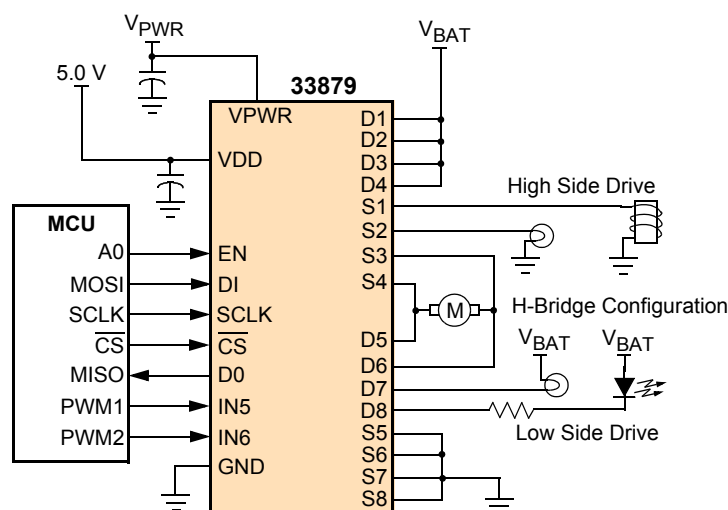 VPWR
VBAT
5.0 V
33879
VPWR
VDD
MCU
A0
MOSI
SCLK
CS
MISO
PWM1
PWM2
EN
DI
SCLK
CS
D0
IN5
IN6
GND
D1
D2
D3
D4
S1
S2
S3
S4
D5
D6
D7
D8
S5
S6
S7
S8
High Side Drive
M
H-Bridge Configuration
VBAT
VBAT
Low Side Drive